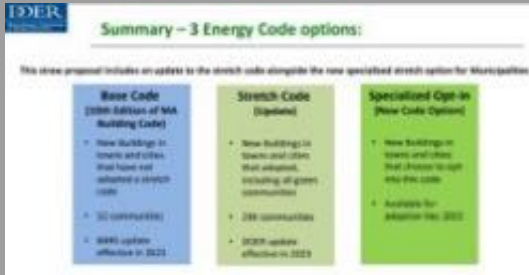 DOER
Summary – 3 Energy Code options:
This straw proposal includes an update to the stretch code alongside the new specialized stretch option for Municipalities
Base Code
(10th Edition of MA
Building Code)
• New Buildings in
towns and cities
that have not
adopted a stretch
code
• 52 communities
• BBRS update
effective in 2023
Stretch Code
(Update)
• New Buildings in
towns and cities
that adopted,
including all green
communities
• 299 communities
• DOER update
effective in
Specialized Opt-in
(New Code Option)
• New Buildings in
towns and cities
that choose to opt
into this code
• Available for
adoption Dec 2022